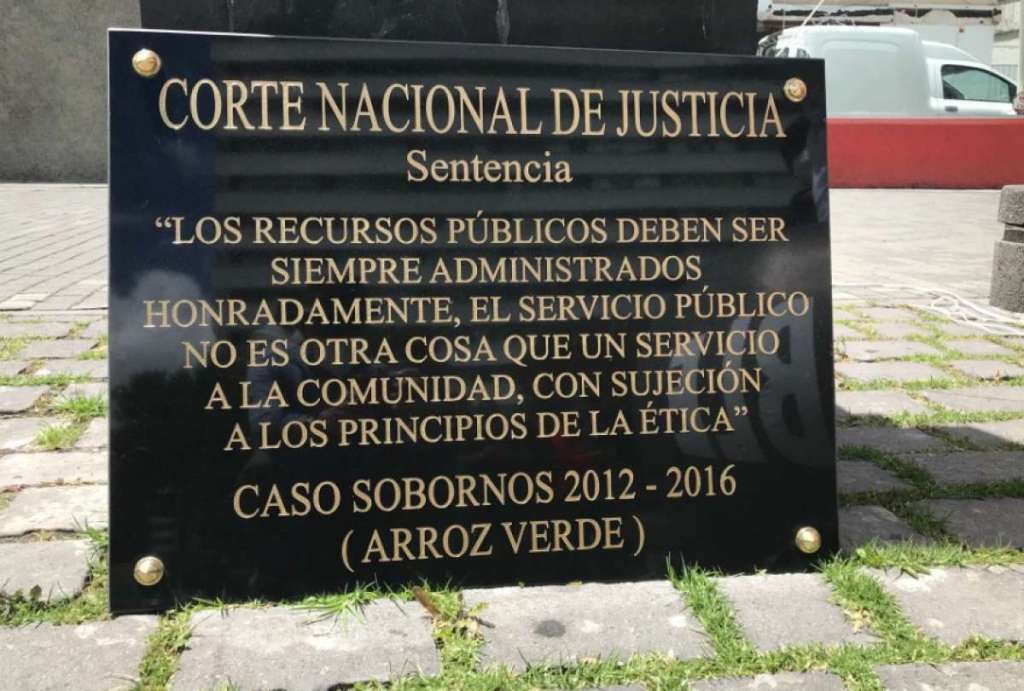 CORTE NACIONAL DE JUSTICIA
Sentencia
“LOS RECURSOS PÚBLICOS DEBEN SER
SIEMPRE ADMINISTRADOS
HONRADAMENTE, EL SERVICIO PÚBLICO
NO ES OTRA COSA QUE UN SERVICIO
A LA COMUNIDAD, CON SUJECIÓN
A LOS PRINCIPIOS DE LA ÉTICA”
CASO SOBORNOS 2012 - 2016
( ARROZ VERDE )